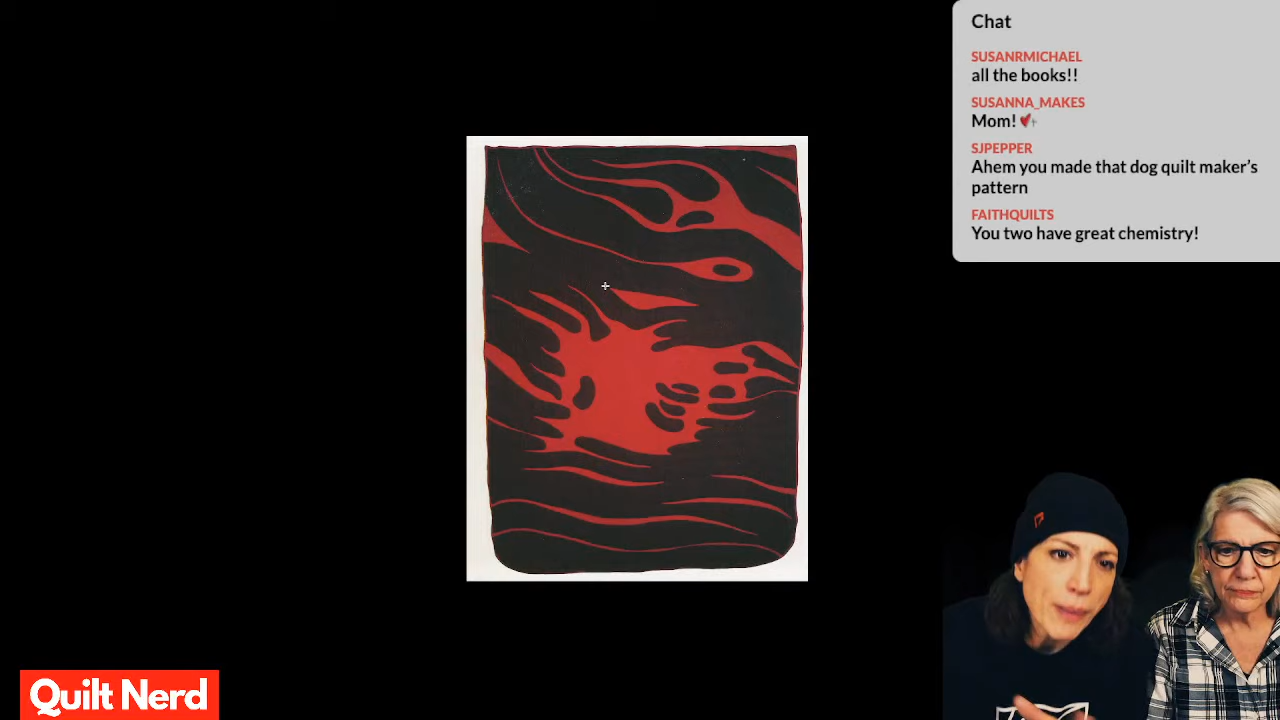 Chat
SUSANRMICHAEL
all the books!!
SUSANNA_MAKES
Mom!
SJPEPPER
Ahem you made that dog quilt maker's
pattern
FAITHQUILTS
You two have great chemistry!
Quilt Nerd